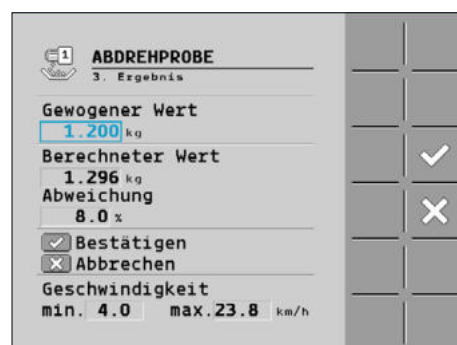 1
ABDREHPROBE
3. Ergebnis
Gewogener Wert
1.200 kg
Berechneter Wert
1.296 kg
Abweichung
8.0 %
Bestätigen
Abbrechen
Geschwindigkeit
min. 4.0 max. 23.8 km/h